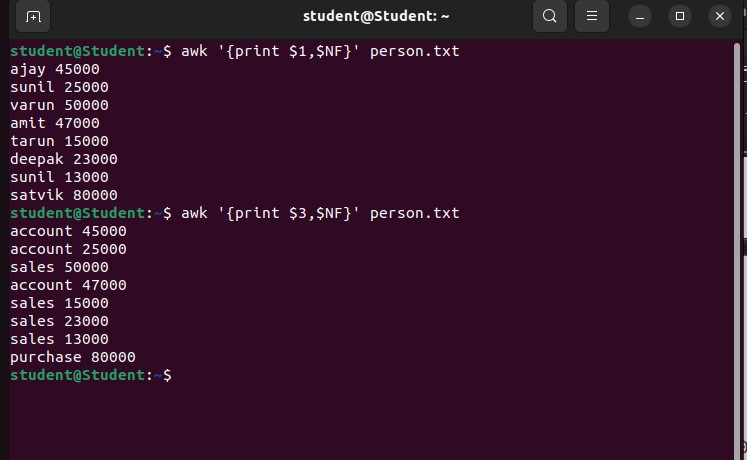 student@Student: ~
student@Student:~$ awk '{print $1,$NF}' person.txt
ajay 45000
sunil 25000
varun 50000
amit 47000
tarun 15000
deepak 23000
sunil 13000
satvik 80000
student@Student:~$ awk '{print $3,$NF}' person.txt
account 45000
account 25000
sales 50000
account 47000
sales 15000
sales 23000
sales 13000
purchase 80000
student@Student:~$